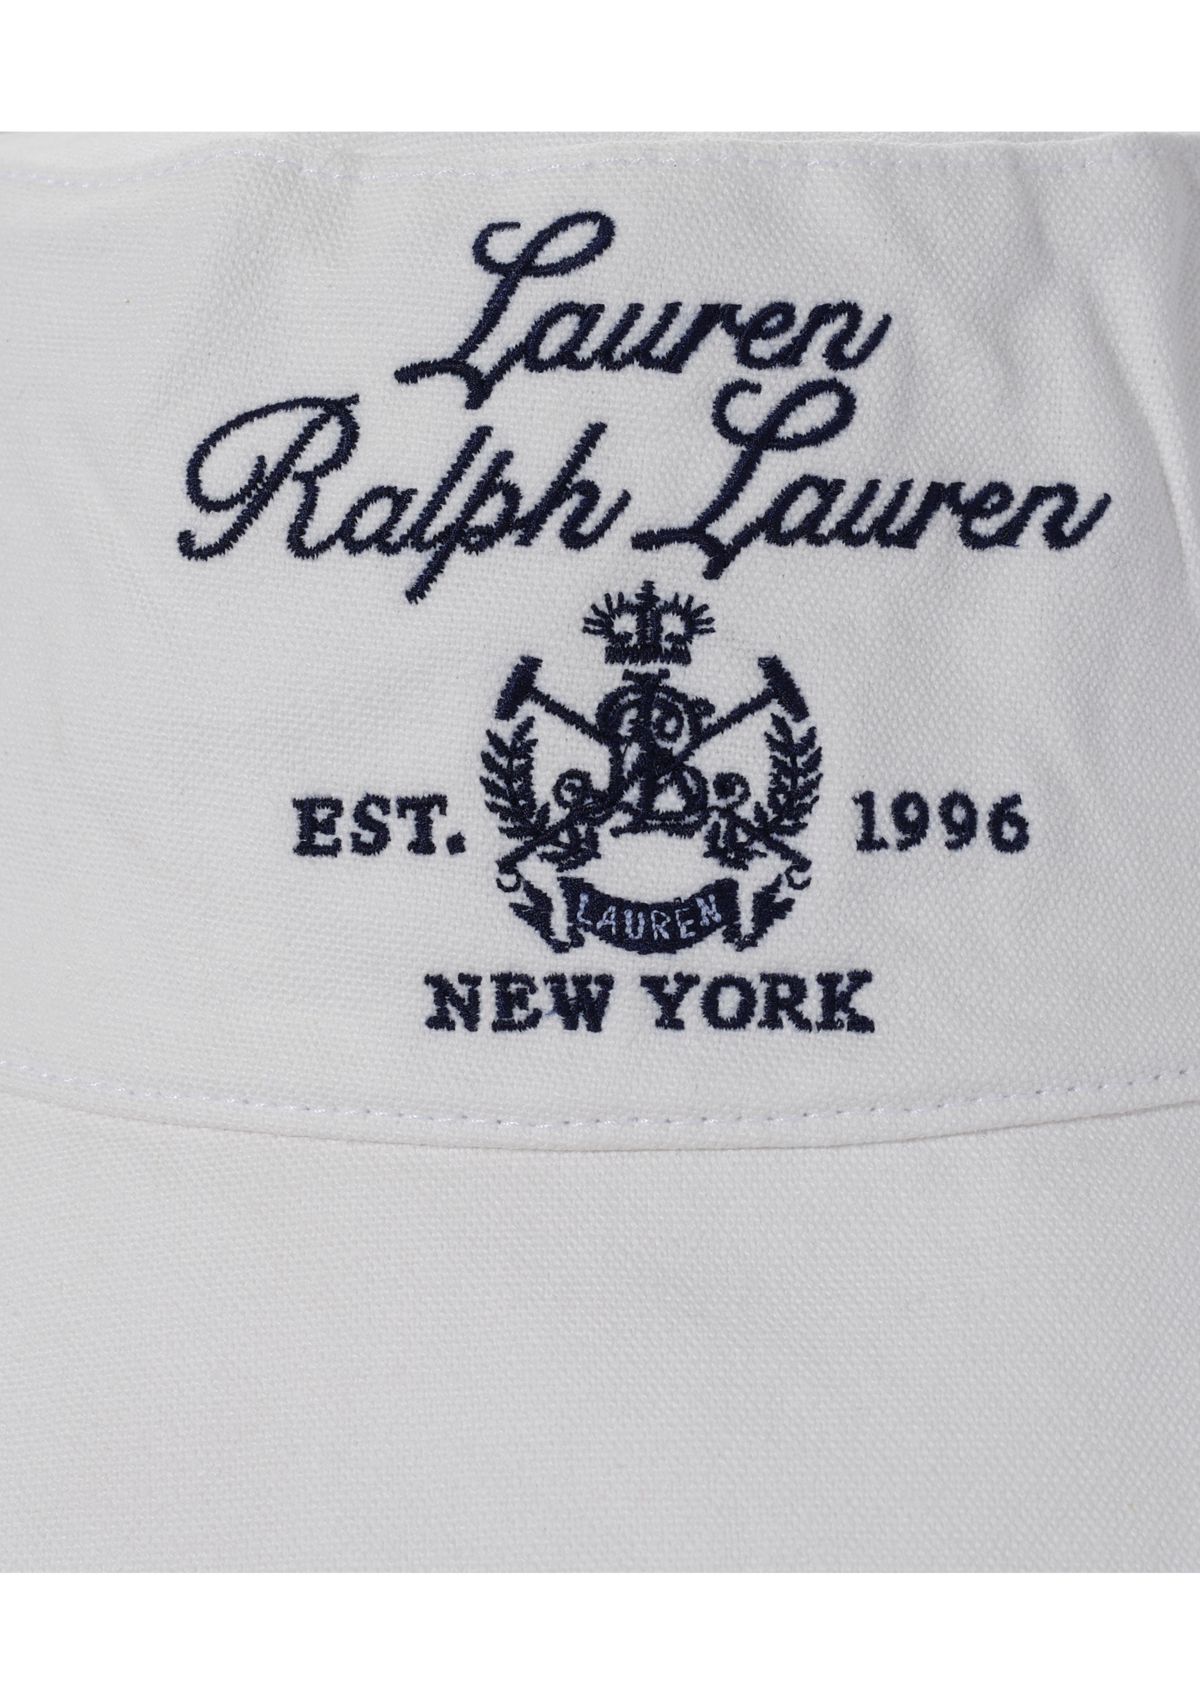 Lauren
Ralph Lauren
EST. 1996
LAUREN
NEW YORK